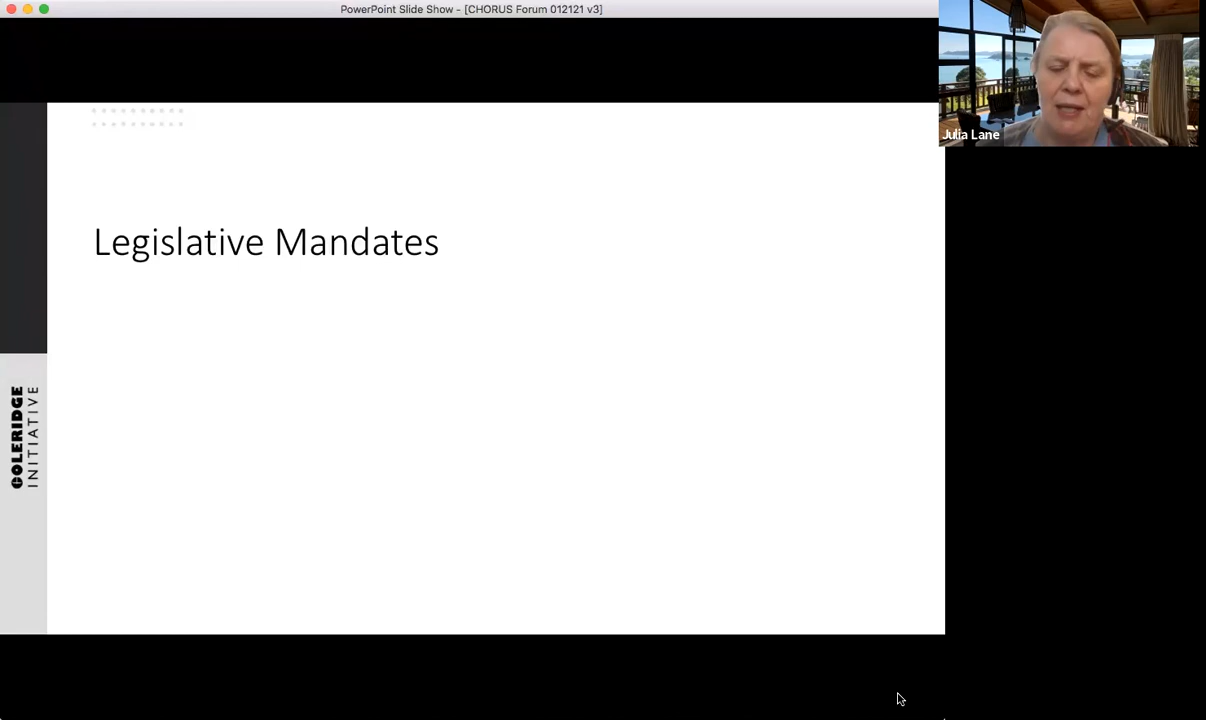 PowerPoint Slide Show - [CHORUS Forum 012121 v3]
Julia Lane
Legislative Mandates
COLERIDGE
INITIATIVE